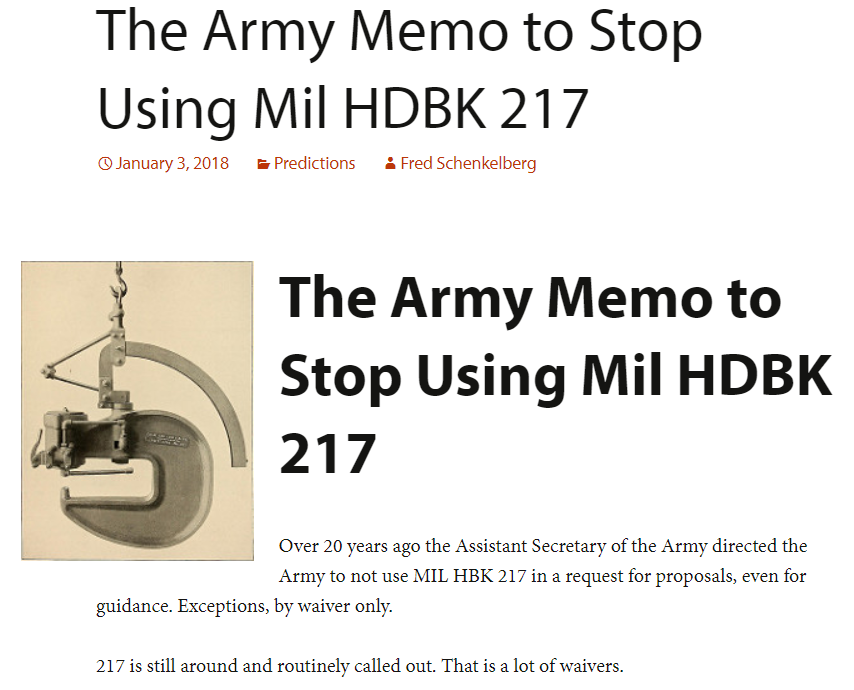 The Army Memo to Stop
Using Mil HDBK 217
January 3, 2018 Predictions Fred Schenkelberg
The Army Memo to
Stop Using Mil HDBK
217
Over 20 years ago the Assistant Secretary of the Army directed the
Army to not use MIL HBK 217 in a request for proposals, even for
guidance. Exceptions, by waiver only.
217 is still around and routinely called out. That is a lot of waivers.